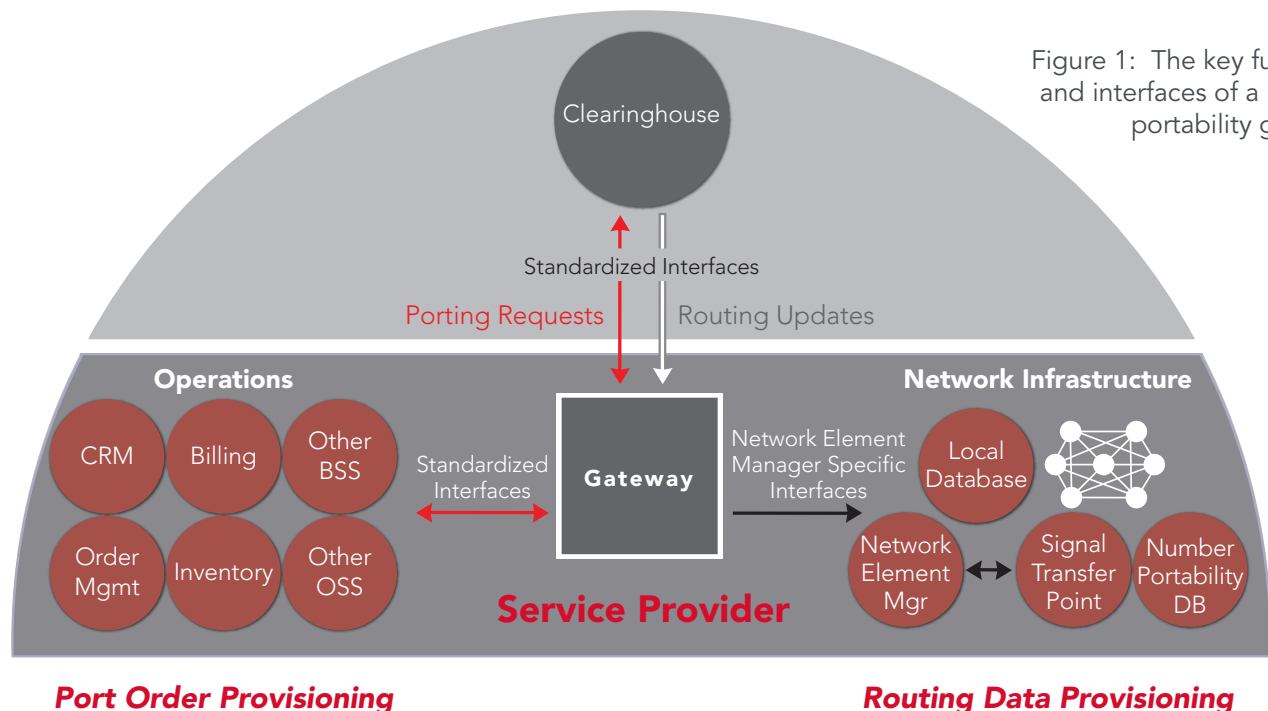 Clearinghouse
Figure 1: The key
and interfaces of a
portability
Standardized Interfaces
Porting Requests
Routing Updates
Operations
CRM
Billing
Other
BSS
Order
Mgmt
Inventory
Other
OSS
Standardized
Interfaces
Gateway
Service Provider
Network Element
Manager Specific
Interfaces
Network Infrastructure
Local
Database
Network
Element
Mgr
Signal
Transfer
Point
Number
Portability
DB
Port Order Provisioning
Routing Data Provisioning